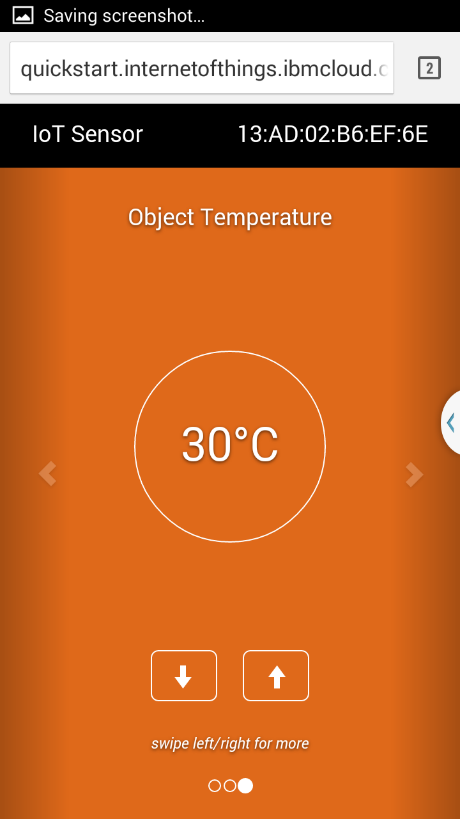 Saving screenshot...
quickstart.internetofthings.ibmcloud.c
2
IoT Sensor 13:AD:02:B6:EF:6E
Object Temperature
30°C
swipe left/right for more